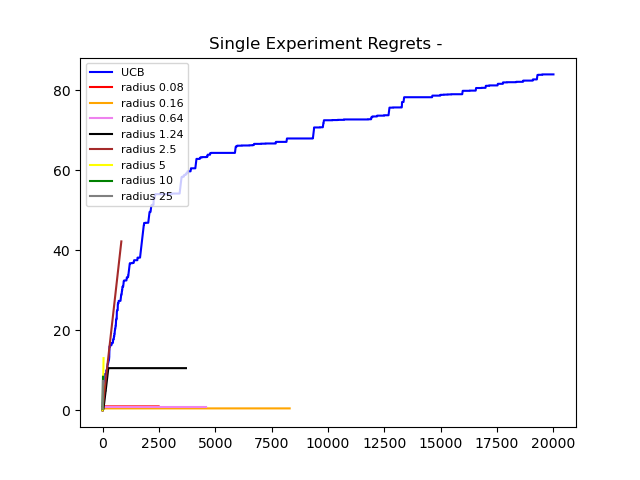 Single Experiment Regrets -
80
60
40
20
0
UCB
radius 0.08
radius 0.16
radius 0.64
radius 1.24
radius 2.5
radius 5
radius 10
radius 25
0 2500 5000 7500 10000 12500 15000 17500 20000